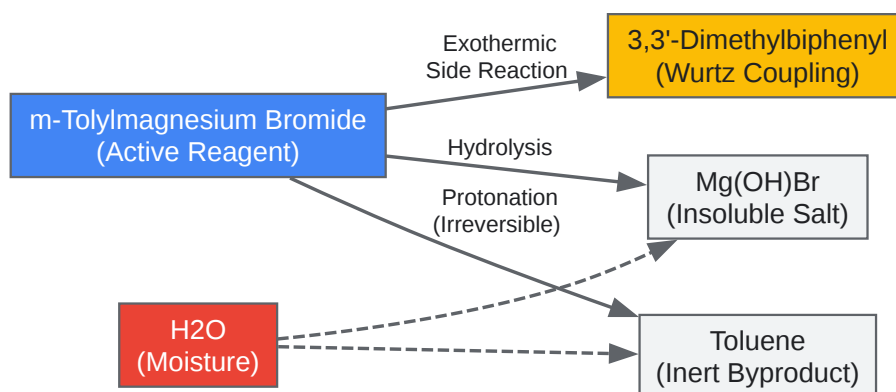 Exothermic
Side Reaction
3,3'-Dimethylbiphenyl
(Wurtz Coupling)
m-Tolylmagnesium Bromide
(Active Reagent)
Hydrolysis
Mg(OH)Br
(Insoluble Salt)
Protonation
(Irreversible)
H2O
(Moisture)
Toluene
(Inert Byproduct)